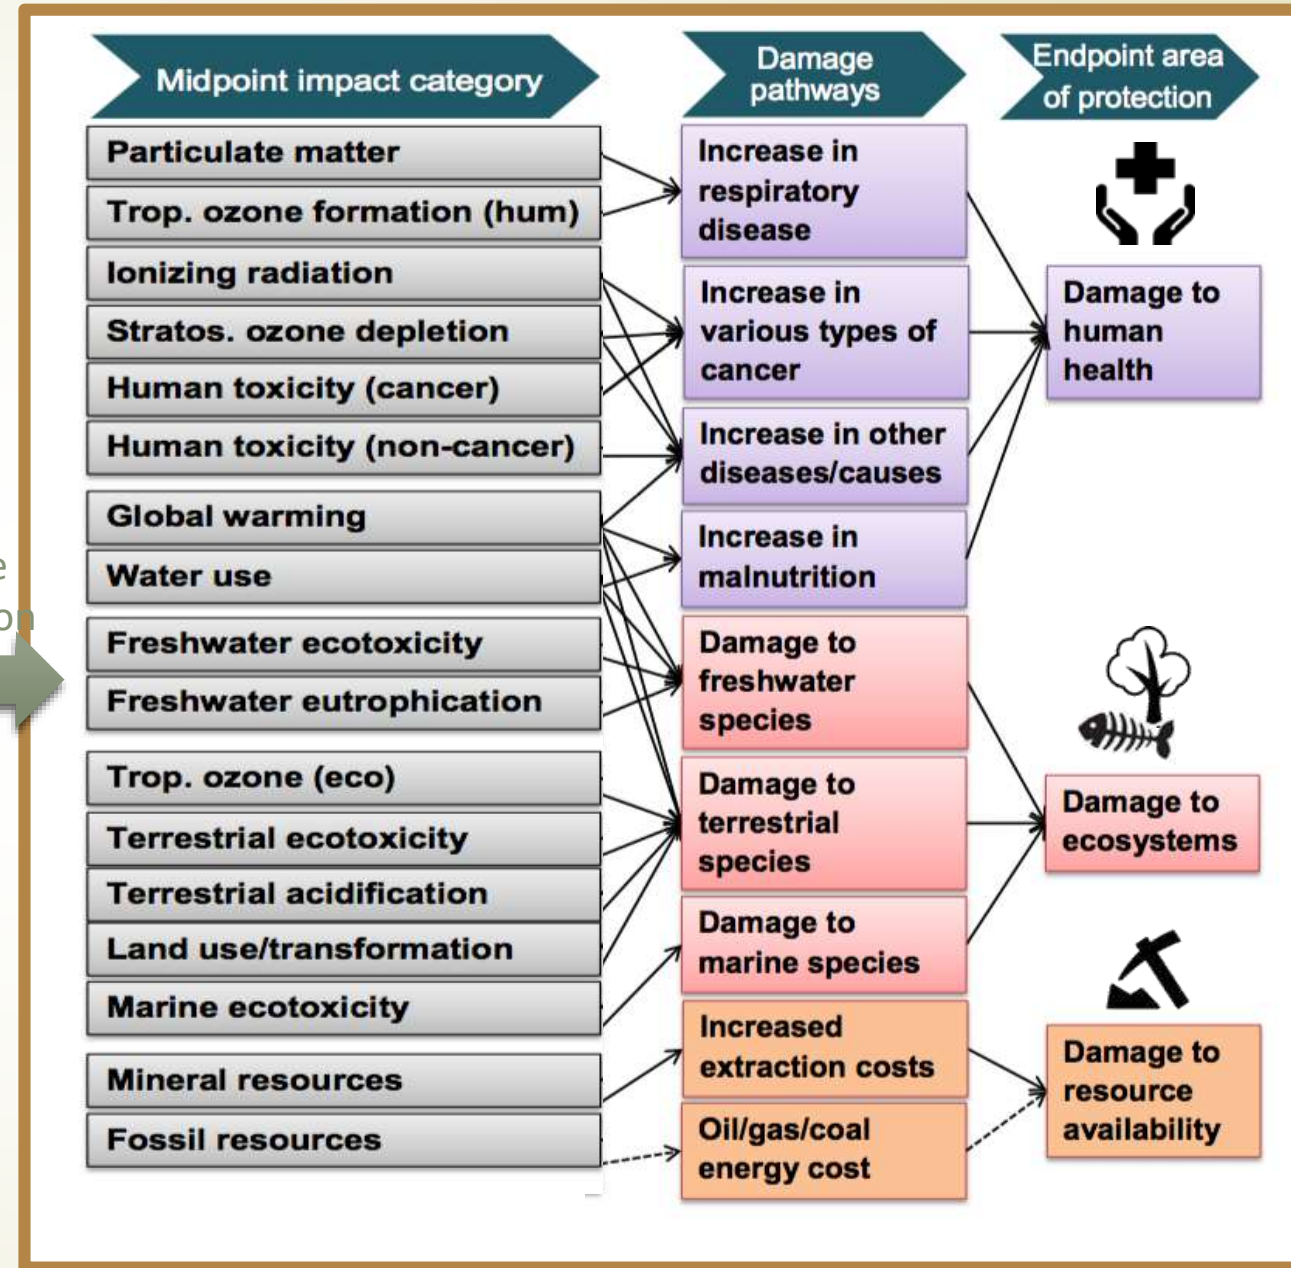 Midpoint impact category
Damage
pathways
Endpoint area
of protection
Particulate matter
Trop. ozone formation (hum)
Ionizing radiation
Stratos. ozone depletion
Human toxicity (cancer)
Human toxicity (non-cancer)
Global warming
Water use
Freshwater ecotoxicity
Freshwater eutrophication
Trop. ozone (eco)
Terrestrial ecotoxicity
Terrestrial acidification
Land use/transformation
Marine ecotoxicity
Mineral resources
Fossil resources
Increase in
respiratory
disease
Increase in
various types of
cancer
Increase in other
diseases/causes
Increase in
malnutrition
Damage to
freshwater
species
Damage to
terrestrial
species
Damage to
marine species
Increased
extraction costs
Oil/gas/coal
energy cost
Damage to
human
health
Damage to
ecosystems
Damage to
resource
availability